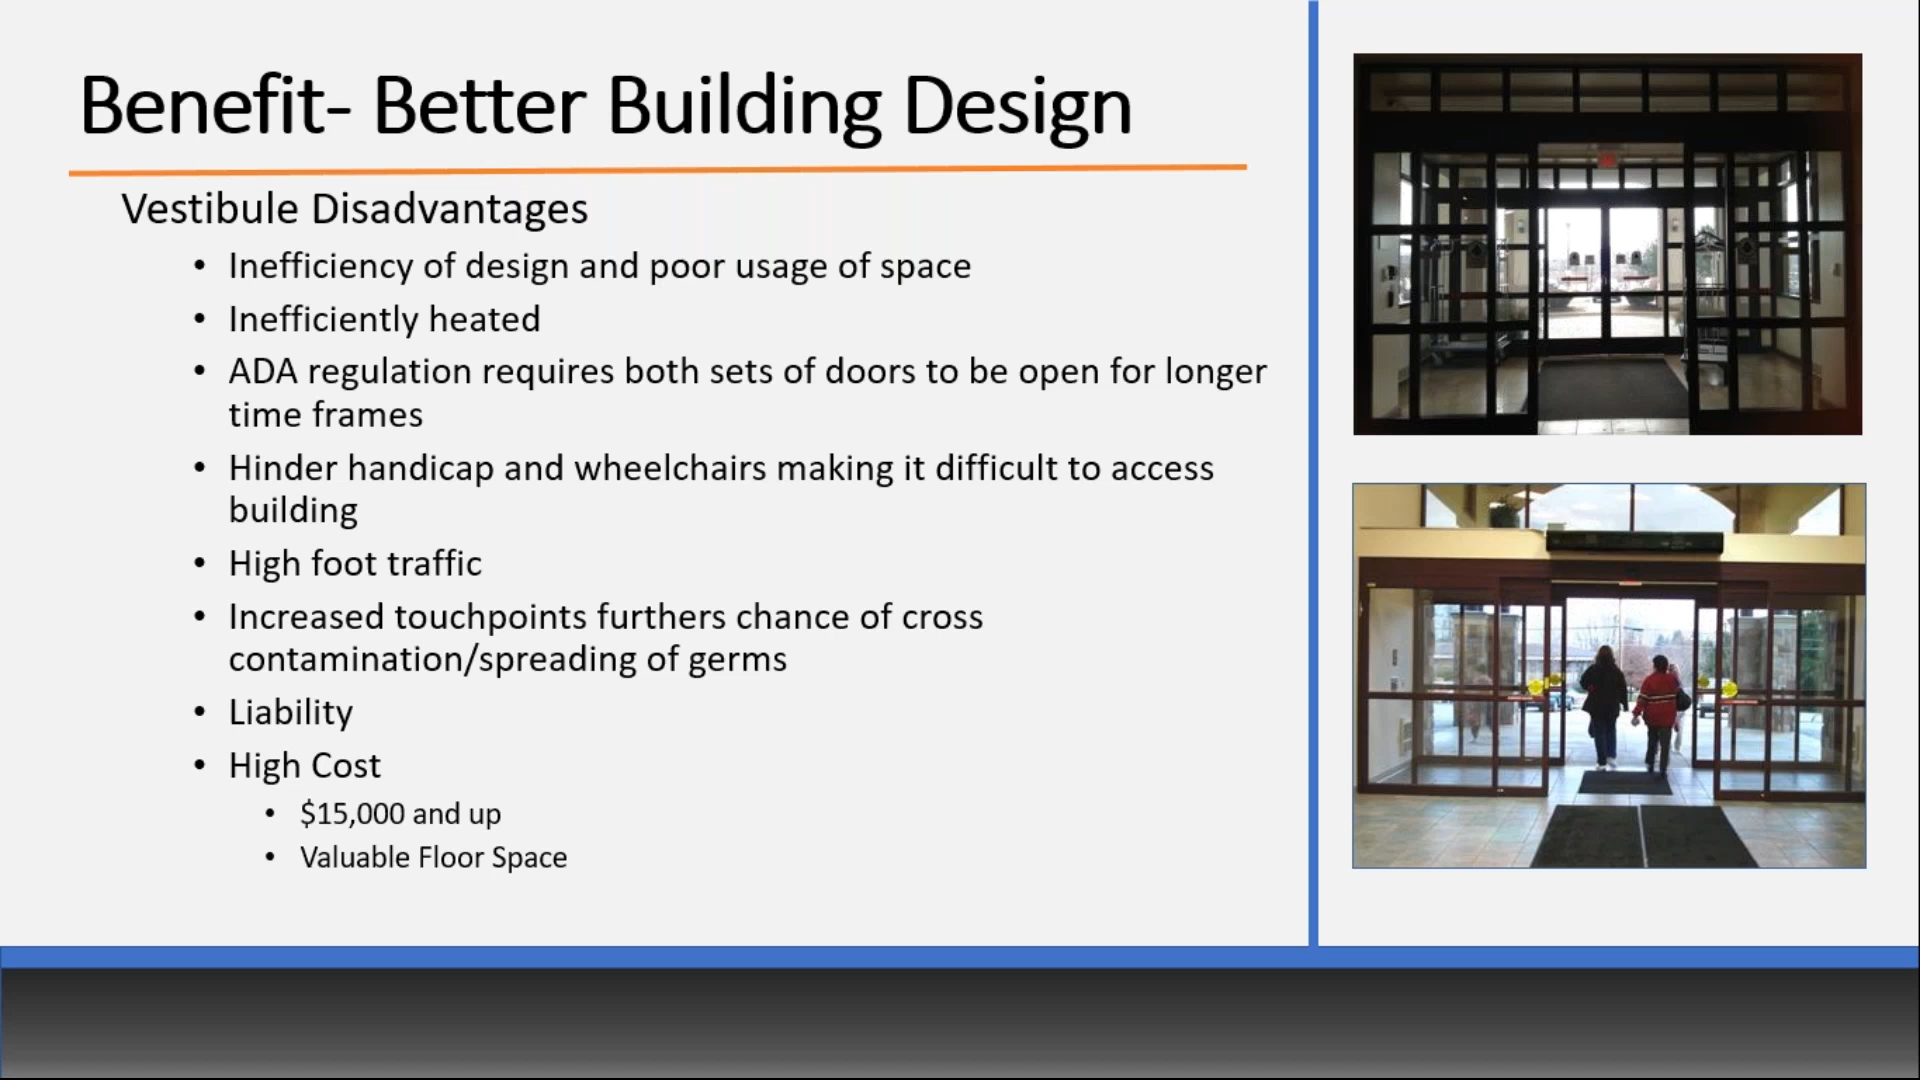 Benefit- Better Building Design
Vestibule Disadvantages
• Inefficiency of design and poor usage of space
• Inefficiently heated
• ADA regulation requires both sets of doors to be open for longer
time frames
• Hinder handicap and wheelchairs making it difficult to access
building
• High foot traffic
• Increased touchpoints furthers chance of cross
contamination/spreading of germs
• Liability
• High Cost
• $15,000 and up
• Valuable Floor Space